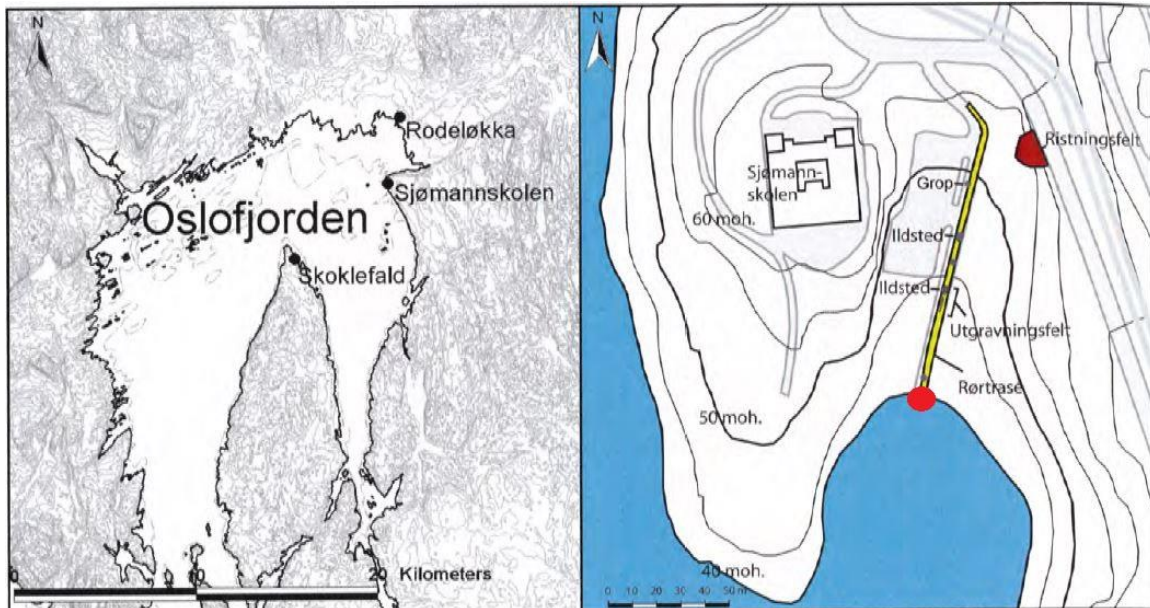 N
Rodeløkka
Sjømannskolen
Oslofjorden
Skoklefald
0 10 20 Kilometers
N
Ristningsfelt
Sjømann-
skolen
Grop
60 moh.
Ildsted
Ildsted
Utgravningsfelt
Rørtrase
50 moh.
40 moh.
0 10 20 30 40 50 m